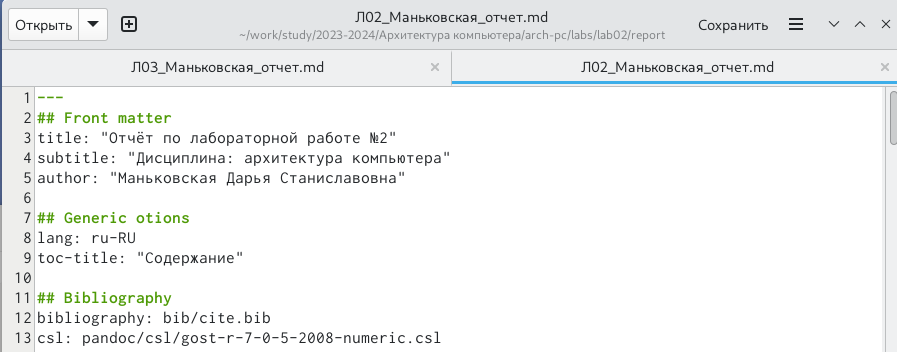 Открыть
Л02_Маньковская_отчет.md
~/work/study/2023-2024/Архитектура компьютера/arch-pc/labs/lab02/report
Сохранить
Л03_Маньковская_отчет.md
Л02_Маньковская_отчет.md
1 ---
2 ## Front matter
3 title: "Отчёт по лабораторной работе №2"
4 subtitle: "Дисциплина: архитектура компьютера"
5 author: "Маньковская Дарья Станиславовна"
6
7 ## Generic otions
8 lang: ru-RU
9 toc-title: "Содержание"
10
11 ## Bibliography
12 bibliography: bib/cite.bib
13 csl: pandoc/csl/gost-r-7-0-5-2008-numeric.csl